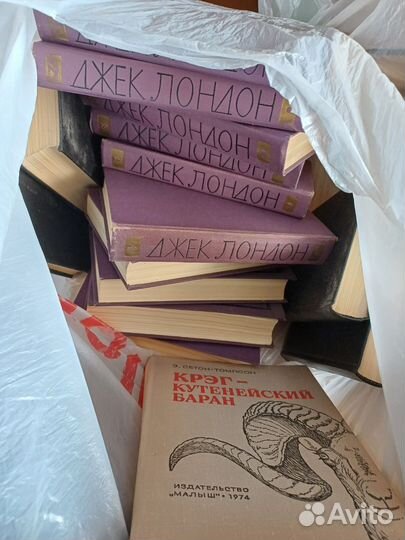 ДЖЕК ЛОНДОН
ДЖЕК ЛОНДОН
ДЖЕК ЛОНДОН
ДЖЕК ЛОНДОН
Э. СЕТОН-ТОМПСОН
КРЭГ –
КУТЕНЕЙСКИЙ
БАРАН
ИЗДАТЕЛЬСТВО
„МАЛЫШ" • 1974
Avito